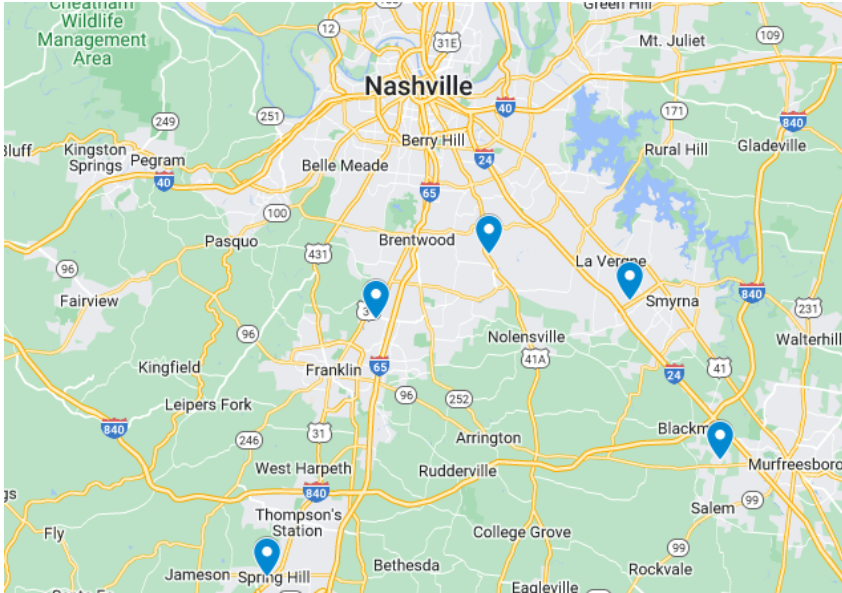 Cheatham
Wildlife
Management
Area
Green Hill
12
31E
Mt. Juliet
109
Nashville
40
249
251
171
840
Berry Hill
24
Bluff
Kingston
Springs
Pegram
Belle Meade
Rural Hill
Gladeville
40
65
100
Pasquo
Brentwood
431
La Vergne
96
Fairview
Smyrna
840
231
96
Nolensville
Walterhill
Kingfield
Franklin
65
41A
24
41
Leipers Fork
96
252
840
246
31
Arrington
Blackm
West Harpeth
Rudderville
Murfreesboro
840
Salem
99
Thompson's
Station
Fly
College Grove
99
Jameson
Spring Hill
Bethesda
Rockvale
Eagleville